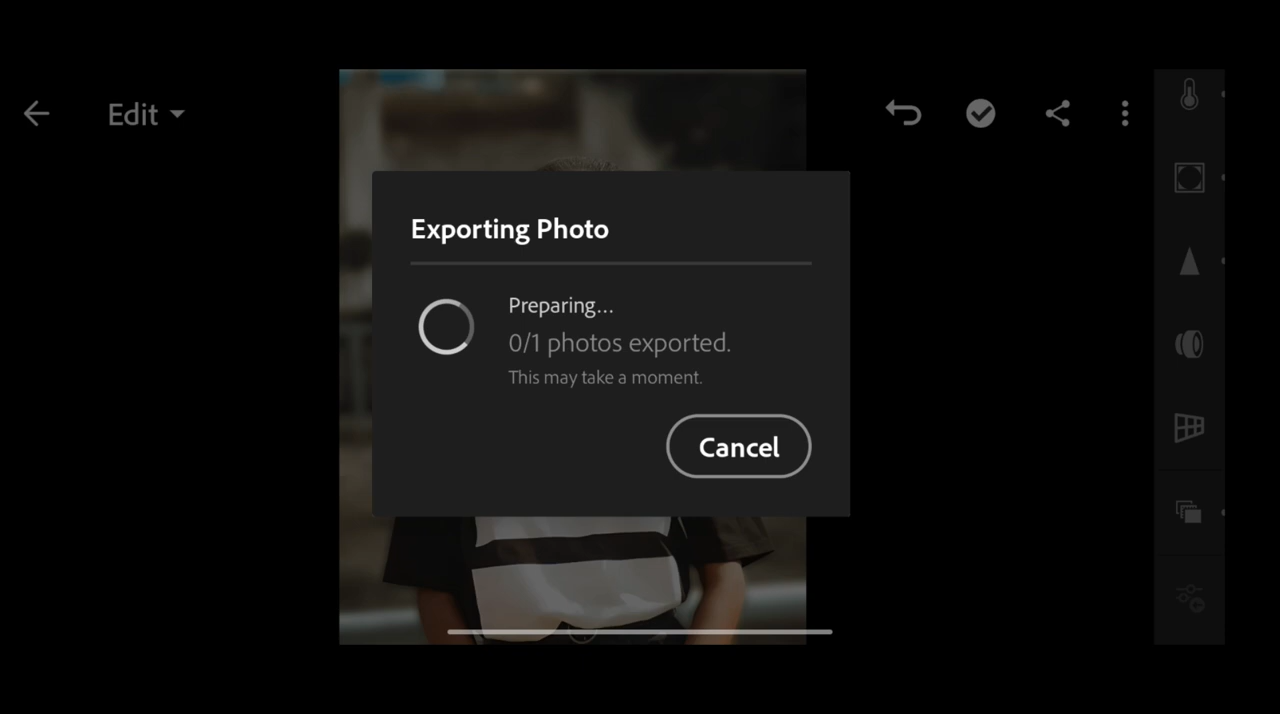 Edit
Exporting Photo
Preparing...
0/1 photos exported.
This may take a moment.
Cancel